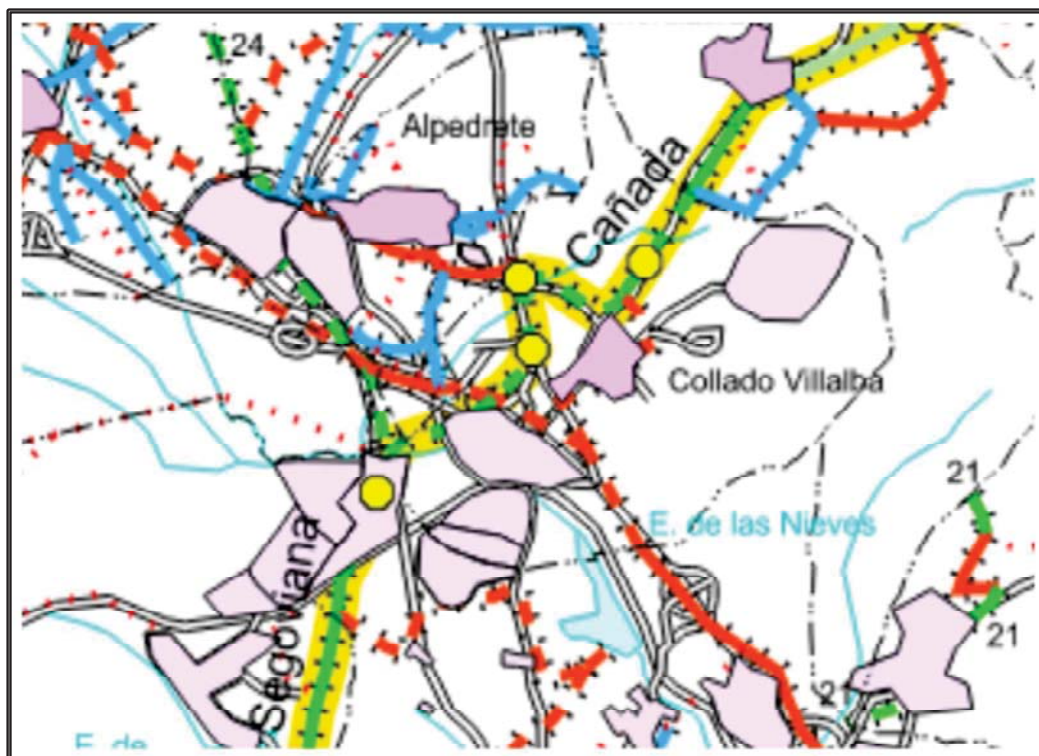 24
Alpedrete
Cañada
Collado Villalba
21
E. de las Nieves
Segoviana
21
21
E. de